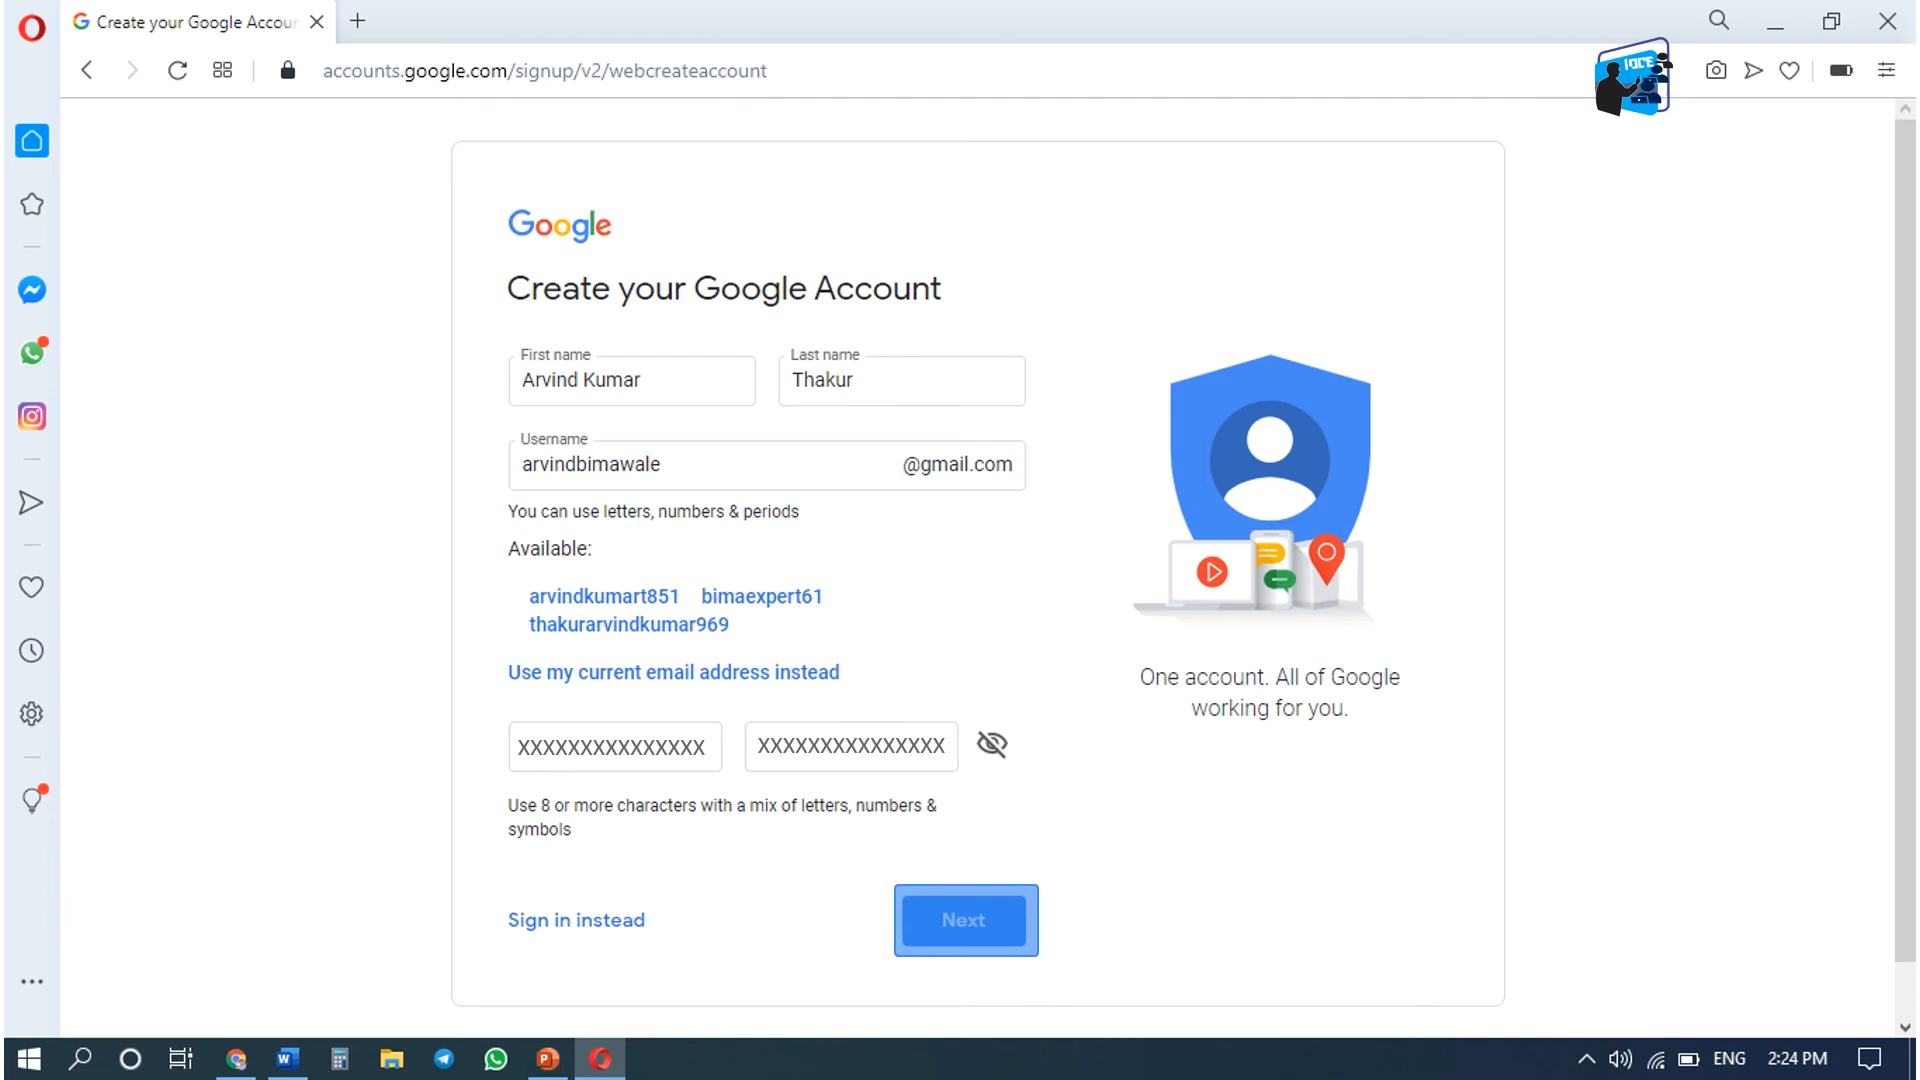 Create your Google Accour
accounts.google.com/signup/v2/webcreateaccount
IOCE
Google
Create your Google Account
First name
Last name
Arvind Kumar
Thakur
Username
arvindbimawale
@gmail.com
You can use letters, numbers & periods
Available:
arvindkumart851 bimaexpert61
thakurarvindkumar969
Use my current email address instead
XXXXXXXXXXXXXXX
XXXXXXXXXXXXXXX
Use 8 or more characters with a mix of letters, numbers &
symbols
Sign in instead
Next
One account. All of Google
working for you.
ENG 2:24 PM